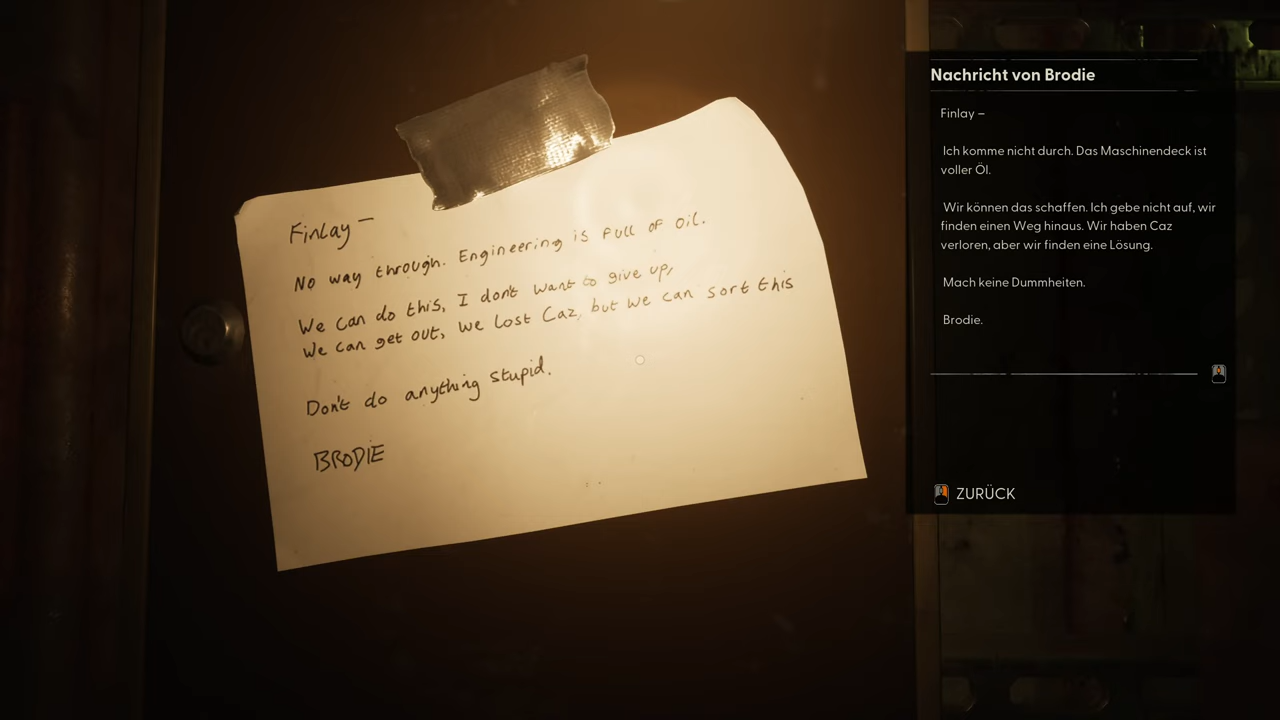 Finlay –
No way through. Engineering is full of oil.
We can do this, I don't want to give up,
We can get out, we lost Caz, but we can sort this
Don't do anything stupid.
BRODIE
Nachricht von Brodie
Finlay –
Ich komme nicht durch. Das Maschinendeck ist
voller Öl.
Wir können das schaffen. Ich gebe nicht auf, wir
finden einen Weg hinaus. Wir haben Caz
verloren, aber wir finden eine Lösung.
Mach keine Dummheiten.
Brodie.
ZURÜCK